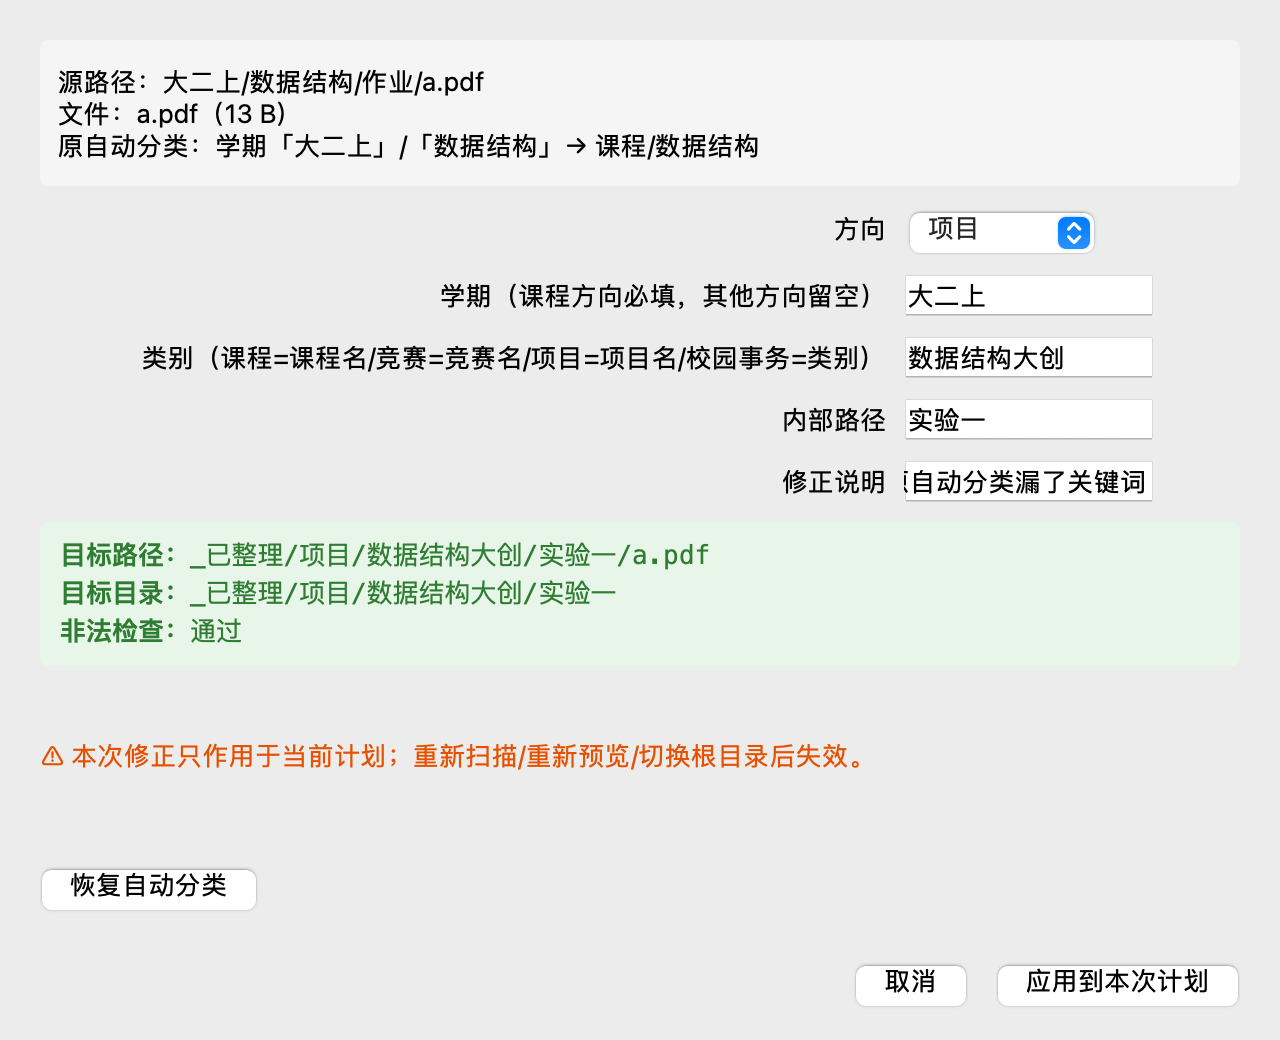 源路径：大二上/数据结构/作业/a.pdf
文件：a.pdf（13 B）
原自动分类：学期「大二上」/「数据结构」→ 课程/数据结构
方向 项目
学期（课程方向必填，其他方向留空） 大二上
类别（课程=课程名/竞赛=竞赛名/项目=项目名/校园事务=类别） 数据结构大创
内部路径 实验一
修正说明 自动分类漏了关键词
目标路径：_已整理/项目/数据结构大创/实验一/a.pdf
目标目录：_已整理/项目/数据结构大创/实验一
非法检查：通过
⚠ 本次修正只作用于当前计划；重新扫描/重新预览/切换根目录后失效。
恢复自动分类
取消 应用到本次计划